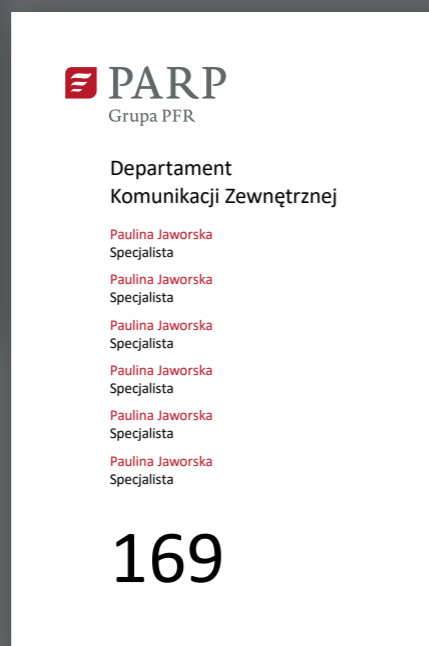 PARP
Grupa PFR
Departament
Komunikacji Zewnętrznej
Paulina Jaworska
Specjalista
Paulina Jaworska
Specjalista
Paulina Jaworska
Specjalista
Paulina Jaworska
Specjalista
Paulina Jaworska
Specjalista
Paulina Jaworska
Specjalista
169